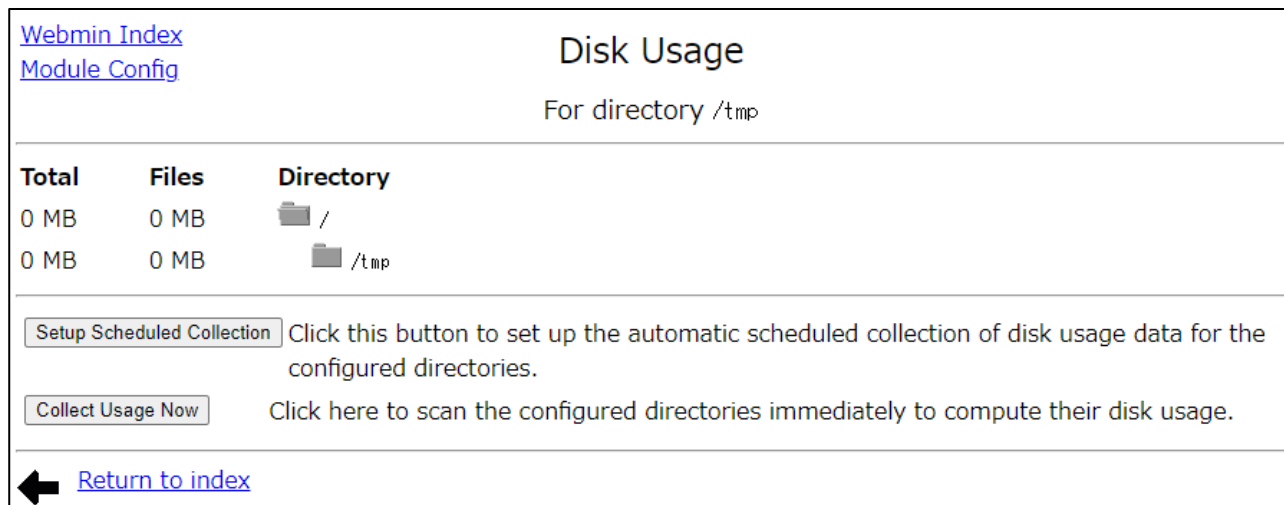 Webmin Index
Module Config
Disk Usage
For directory /tmp
Total Files Directory
0 MB 0 MB /
0 MB 0 MB /tmp
Setup Scheduled Collection Click this button to set up the automatic scheduled collection of disk usage data for the
configured directories.
Collect Usage Now Click here to scan the configured directories immediately to compute their disk usage.
Return to index